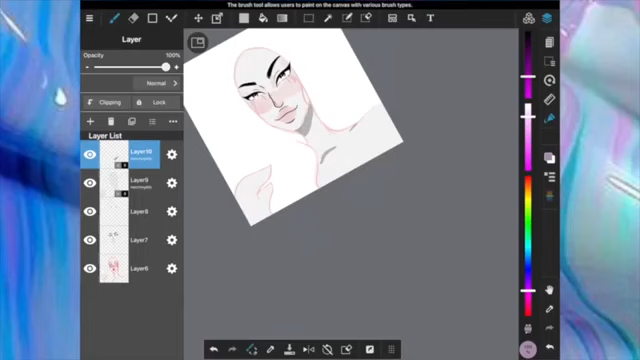 The brush tool allows users to paint on the canvas with various brush types.
T
Layer
Opacity 100%
- +
Normal
Clipping Lock
Layer List
Layer10
Layer9
Layer8
Layer7
Layer6